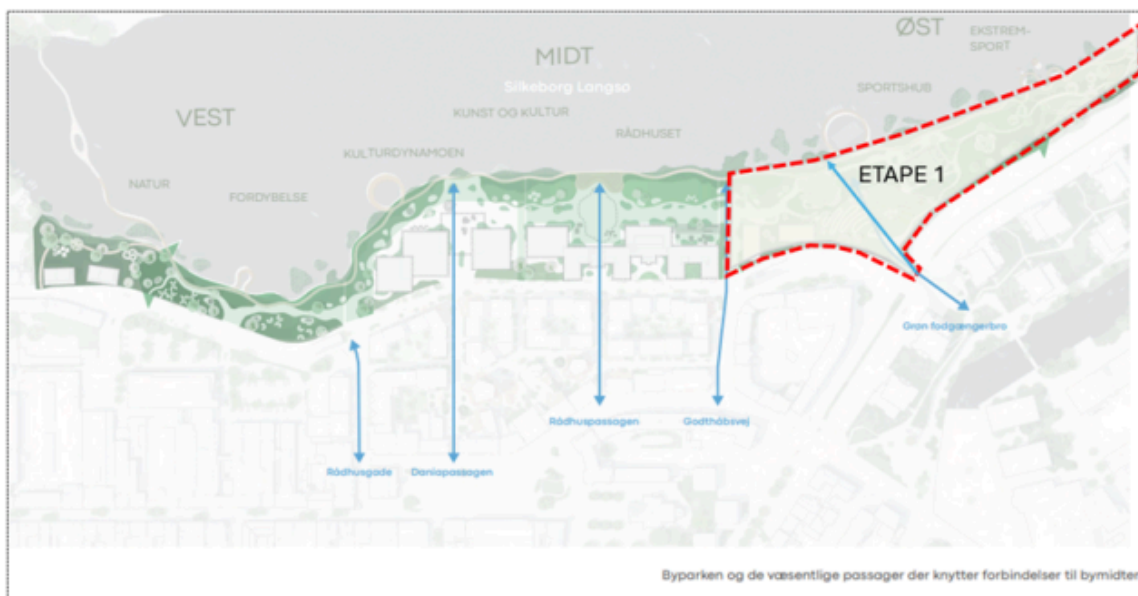 ØST
EKSTREM-
SPORT
MIDT
Silkeborg Langsø
SPORTSHUB
VEST
KUNST OG KULTUR
RÅDHUSET
KULTURDYNAMOEN
ETAPE 1
NATUR
FORDYBELSE
Grøn fodgængerbro
Rådhuspassagen
Godthåbsvej
Rådhusgade
Daniapassagen
Byparken og de væsentlige passager der knytter forbindelser til bymidten